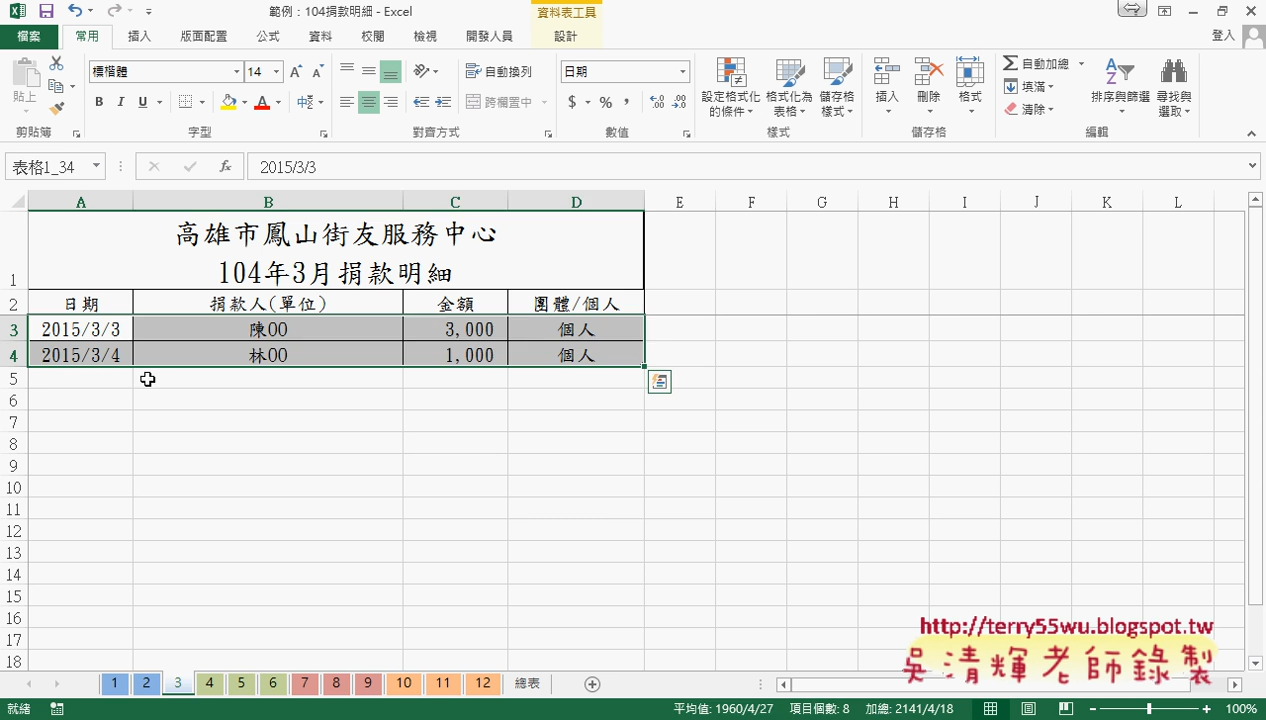 範例：104捐款明細 - Excel
資料表工具
檔案
常用
插入
版面配置
公式
資料
校閱
檢視
開發人員
設計
登入
貼上
楷書體
14
自動換列
跨欄置中
日期
設定格式化的條件
格式化為表格
儲存格樣式
插入
刪除
格式
自動加總
填滿
清除
排序與篩選
尋找與選取
剪貼簿
字型
對齊方式
數值
樣式
儲存格
編輯
表格1_34
2015/3/3
A B C D E F G H I J K L
高雄市鳳山街友服務中心
1 104年3月捐款明細
2 日期 捐款人(單位) 金額 團體/個人
3 2015/3/3 陳OO 3,000 個人
4 2015/3/4 林OO 1,000 個人
5
6
7
8
9
10
11
12
13
14
15
16
17
18
http://terry55wu.blogspot.tw
吳清輝老師錄製
1 2 3 4 5 6 7 8 9 10 11 12 總表
就緒
平均值: 1960/4/27 項目個數: 8 加總: 2141/4/18
100%